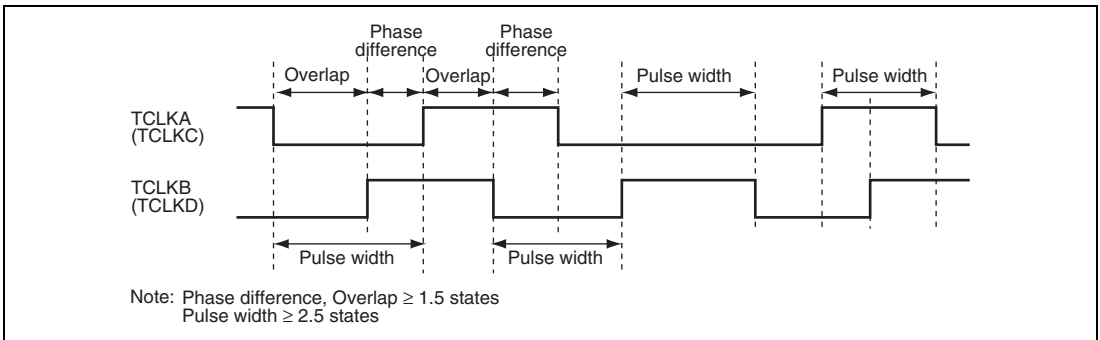 Phase
difference
Phase
difference
Overlap
Overlap
Pulse width
Pulse width
TCLKA
(TCLKC)
TCLKB
(TCLKD)
Pulse width
Pulse width
Note: Phase difference, Overlap ≥ 1.5 states
Pulse width ≥ 2.5 states